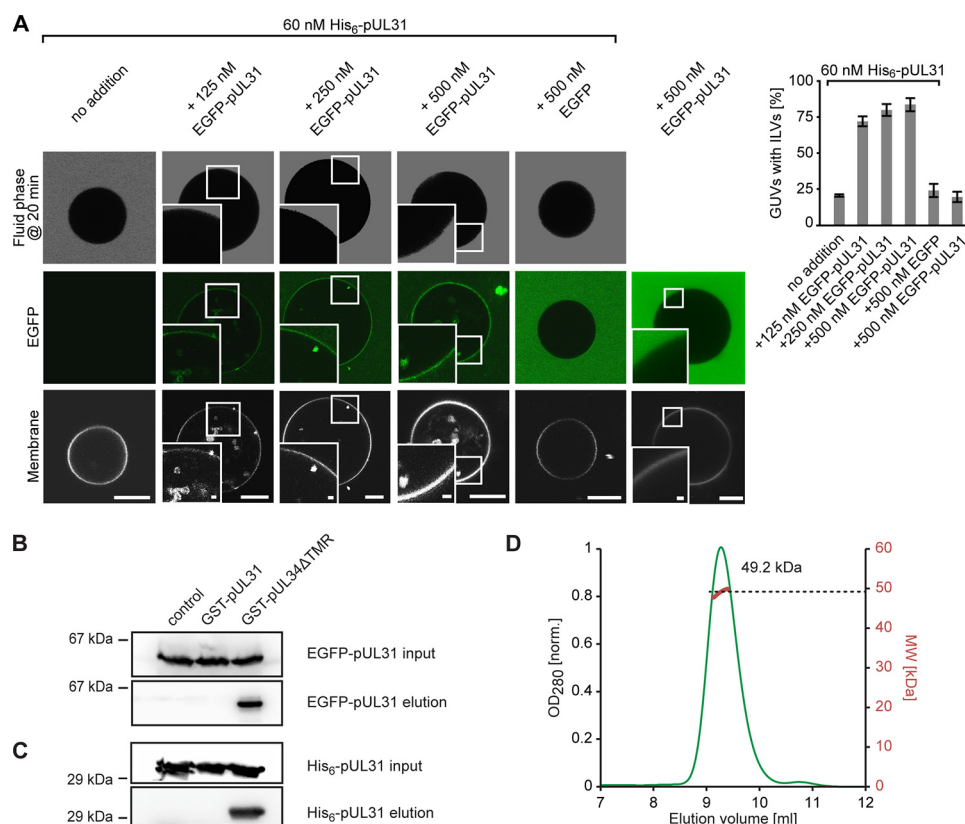 A
60 nM His6-pUL31
no addition
+ 125 nM
EGFP-pUL31
+ 250 nM
EGFP-pUL31
+ 500 nM
EGFP-pUL31
+ 500 nM
EGFP
+ 500 nM
EGFP-pUL31
Fluid phase
@ 20 min
EGFP
Membrane
60 nM His6-pUL31
GUVs with ILVs [%]
100
75
50
25
0
no addition
+125 nM EGFP-pUL31
+250 nM EGFP-pUL31
+500 nM EGFP-pUL31
+500 nM EGFP
+500 nM EGFP-pUL31
B
control
GST-pUL31
GST-pUL34ΔTMR
67 kDa
EGFP-pUL31 input
67 kDa
EGFP-pUL31 elution
C
29 kDa
His6-pUL31 input
29 kDa
His6-pUL31 elution
D
OD280 [norm.]
1
0.8
0.6
0.4
0.2
0
49.2 kDa
60
50
40
30
20
10
0
MW [kDa]
7 8 9 10 11 12
Elution volume [ml]